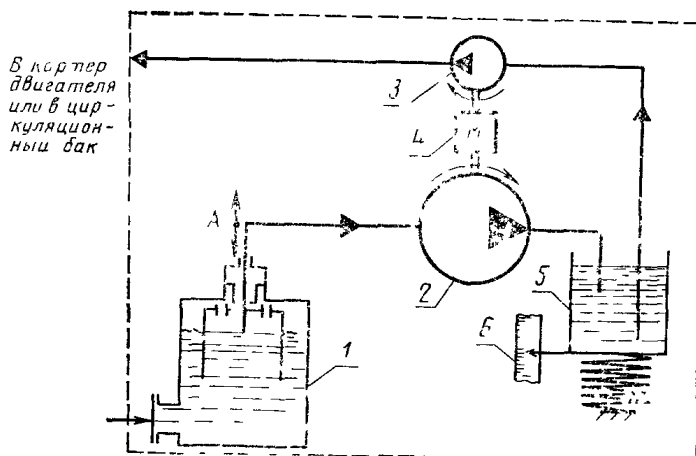 В картер
двигателя
или в цир-
куляцион-
ный бак
3
4
М
А
2
5
6
1